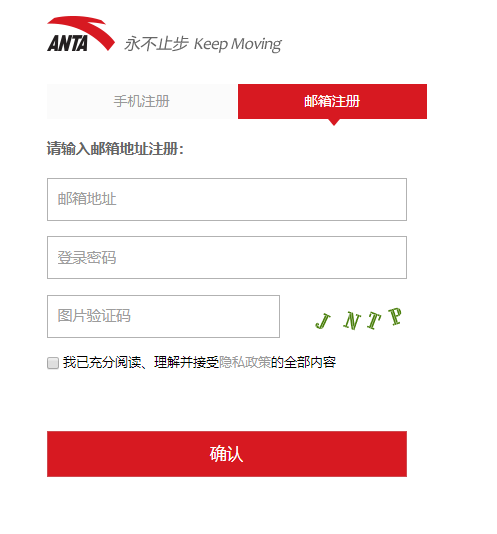 ANTA 永不止步 Keep Moving
手机注册 邮箱注册
请输入邮箱地址注册：
邮箱地址
登录密码
图片验证码 J N T P
我已充分阅读、理解并接受隐私政策的全部内容
确认